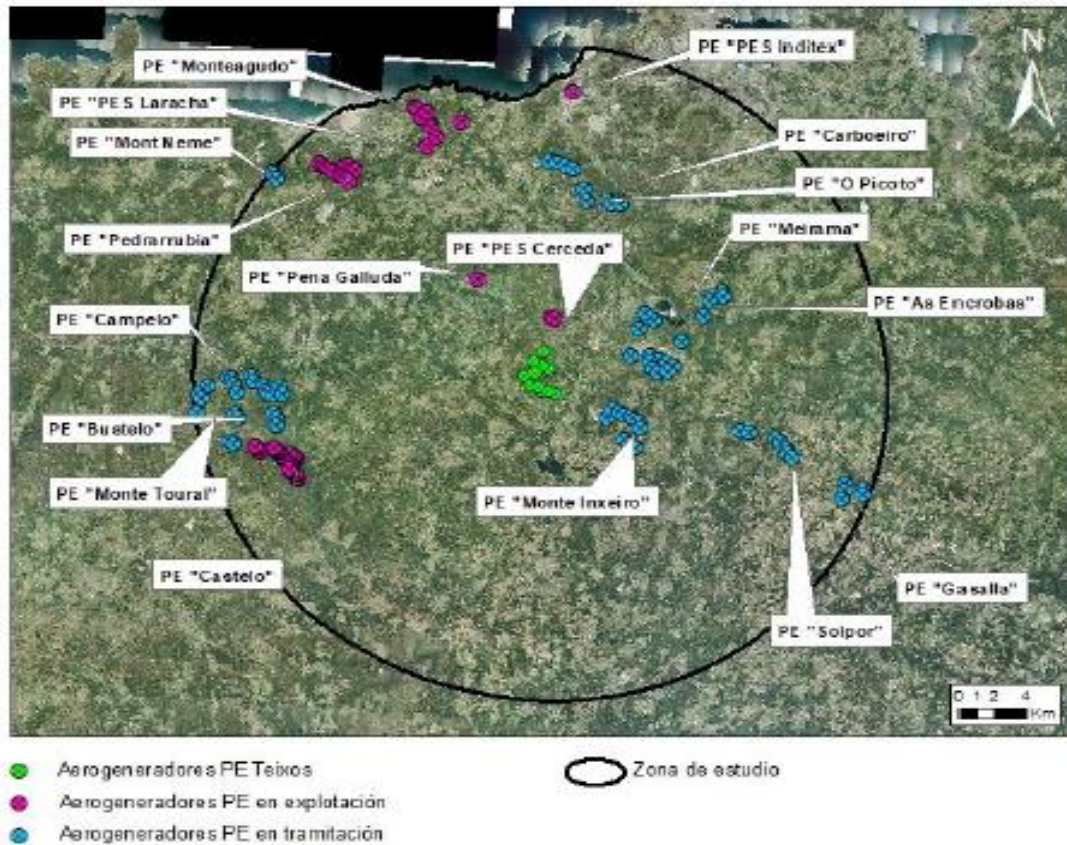 PE "PES Inditex"
N
PE "Monteagudo"
PE "PES Laracha"
PE "Mont Neme"
PE "Carboeiro"
PE "O Picoto"
PE "Meirama"
PE "Pedrarrubia"
PE "PES Cerceda"
PE "Pena Galluda"
PE "As Encrobas"
PE "Campelo"
PE "Bustelo"
PE "Monte Toural"
PE "Monte Inxeiro"
PE "Castelo"
PE "Gasalla"
PE "Solpor"
0 1 2 4
Km
Aerogeneradores PE Teixos
Zona de estudio
Aerogeneradores PE en explotación
Aerogeneradores PE en tramitación